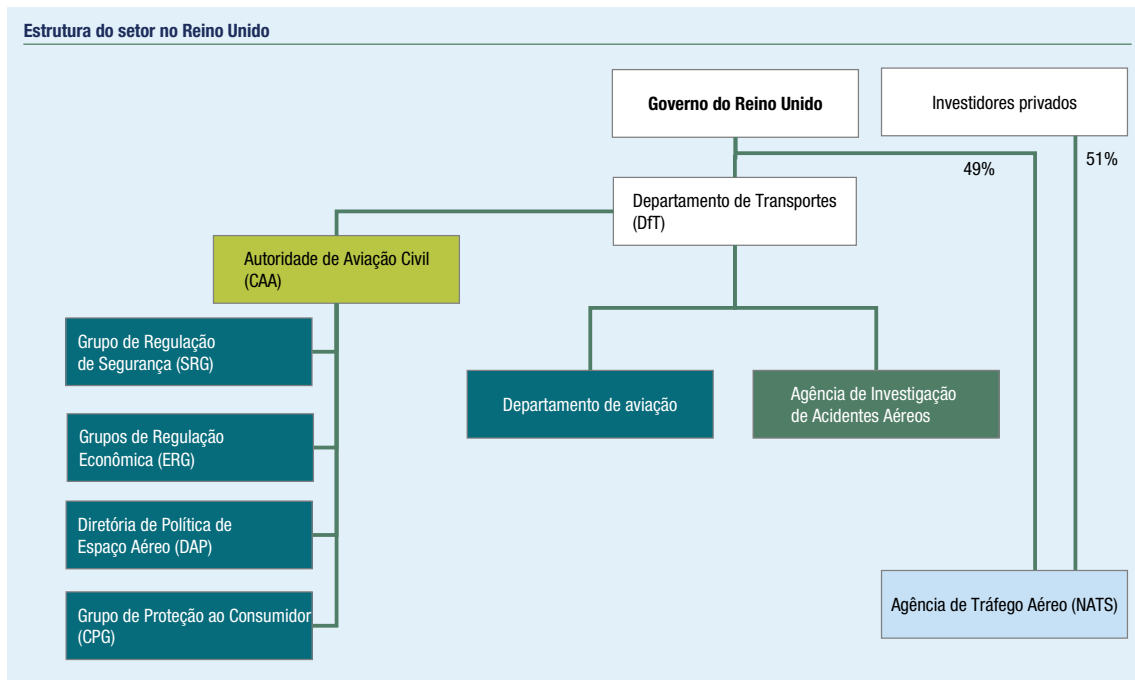 Estrutura do setor no Reino Unido
Governo do Reino Unido
Investidores privados
49%
51%
Departamento de Transportes
(DfT)
Autoridade de Aviação Civil
(CAA)
Grupo de Regulação
de Segurança (SRG)
Departamento de aviação
Agência de Investigação
de Acidentes Aéreos
Grupos de Regulação
Econômica (ERG)
Diretória de Política de
Espaço Aéreo (DAP)
Agência de Tráfego Aéreo (NATS)
Grupo de Proteção ao Consumidor
(CPG)